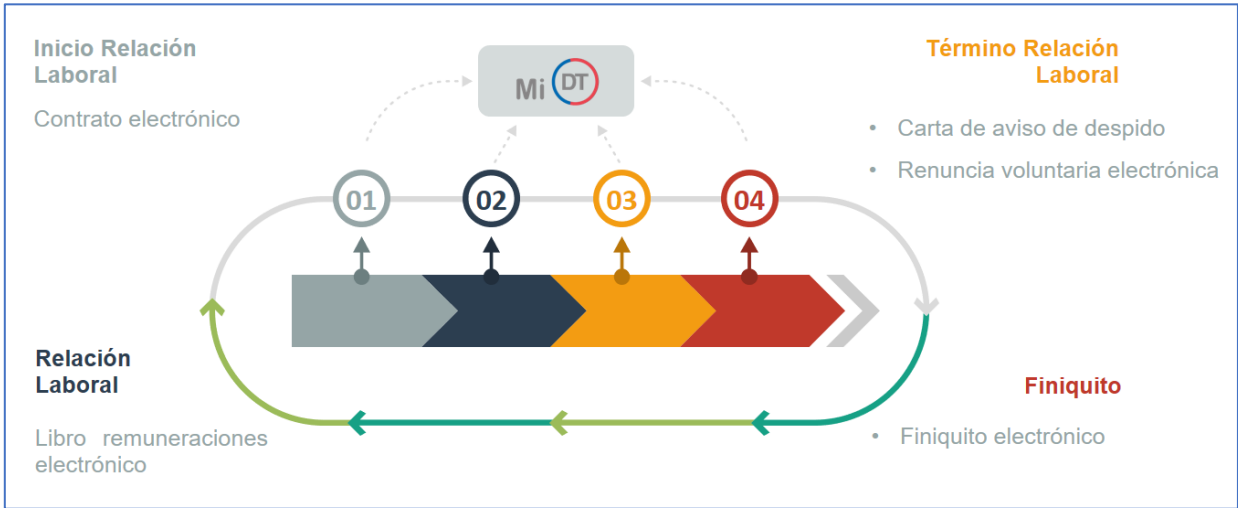 Inicio Relación
Laboral
Contrato electrónico
Mi DT
Término Relación
Laboral
• Carta de aviso de despido
• Renuncia voluntaria electrónica
01
02
03
04
Relación
Laboral
Libro remuneraciones
electrónico
Finiquito
• Finiquito electrónico